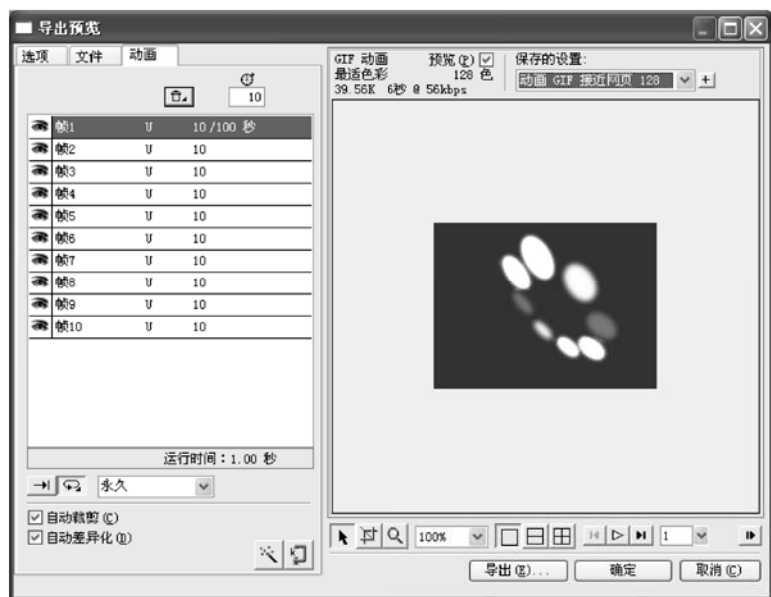 导出预览
选项 文件 动画
10
帧1 U 10 /100 秒
帧2 U 10
帧3 U 10
帧4 U 10
帧5 U 10
帧6 U 10
帧7 U 10
帧8 U 10
帧9 U 10
帧10 U 10
运行时间：1.00 秒
永久
自动裁剪(C)
自动差异化(D)
GIF 动画 预览(P)
最适色彩 128 色
39.56K 6秒 @ 56kbps
保存的设置:
动画 GIF 接近网页 128
100%
1
导出(E)...
确定
取消(C)